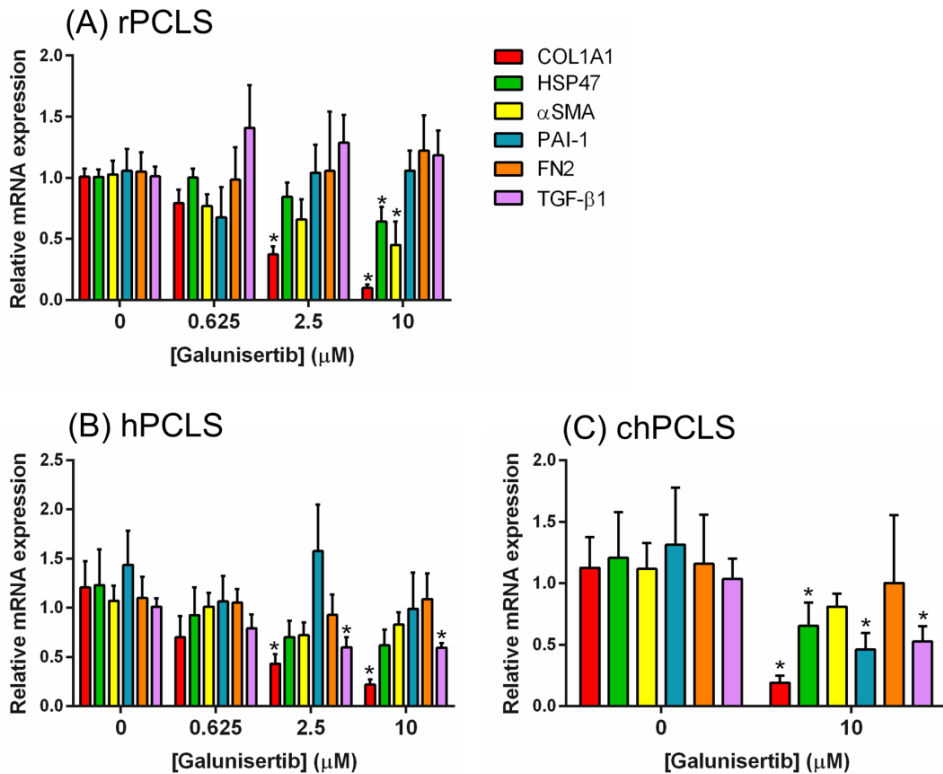 (A) rPCLS
Relative mRNA expression
2.0
1.5
1.0
0.5
0.0
* * * *
0 0.625 2.5 10
[Galunisertib] (μM)
COL1A1
HSP47
αSMA
PAI-1
FN2
TGF-β1
(B) hPCLS
Relative mRNA expression
2.5
2.0
1.5
1.0
0.5
0.0
* * * *
0 0.625 2.5 10
[Galunisertib] (μM)
(C) chPCLS
Relative mRNA expression
2.0
1.5
1.0
0.5
0.0
* * * *
0 10
[Galunisertib] (μM)